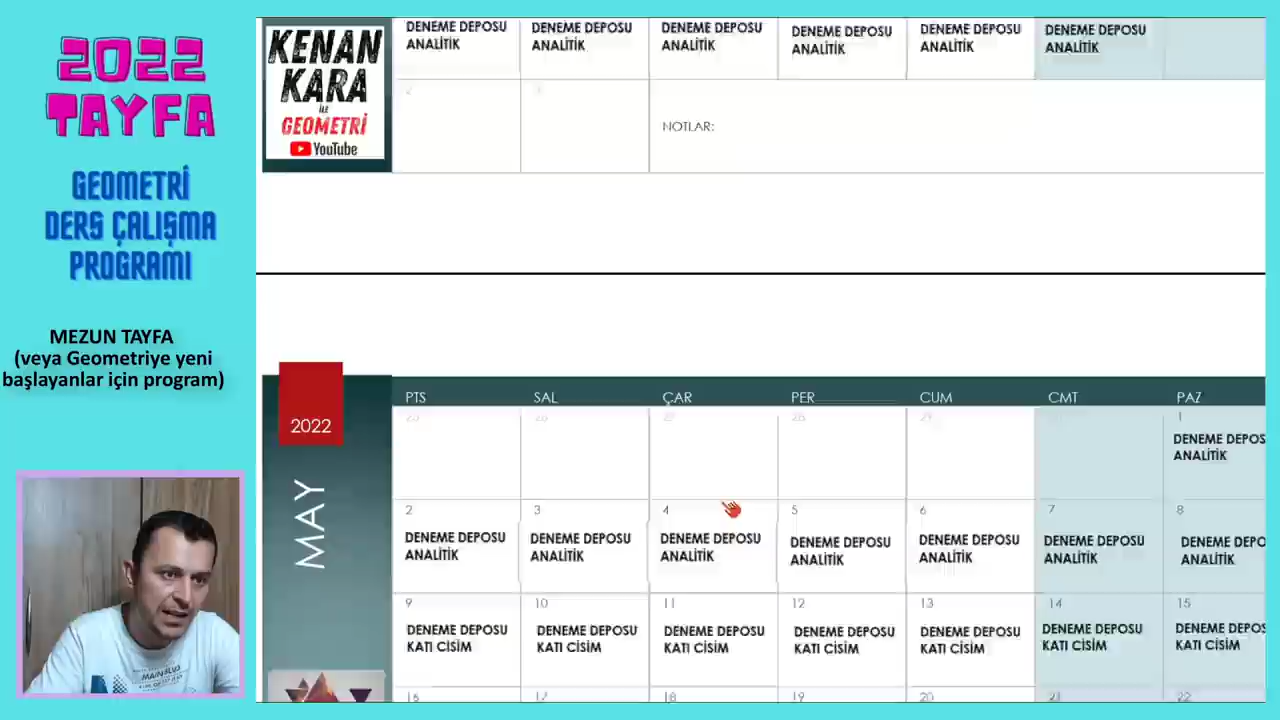 2022
TAYFA
GEOMETRİ
DERS ÇALIŞMA
PROGRAMI
MEZUN TAYFA
(veya Geometriye yeni
başlayanlar için program)
KENAN
KARA
İLE
GEOMETRİ
YouTube
DENEME DEPOSU DENEME DEPOSU DENEME DEPOSU DENEME DEPOSU DENEME DEPOSU DENEME DEPOSU
ANALİTİK ANALİTİK ANALİTİK ANALİTİK ANALİTİK ANALİTİK
2 3
NOTLAR:
2022
MAY
PTS SAL ÇAR PER CUM CMT PAZ
25 26 27 28 29 1
DENEME DEPOS
ANALİTİK
2 3 4 5 6 7 8
DENEME DEPOSU DENEME DEPOSU DENEME DEPOSU DENEME DEPOSU DENEME DEPOSU DENEME DEPOSU DENEME DEPO
ANALİTİK ANALİTİK ANALİTİK ANALİTİK ANALİTİK ANALİTİK ANALİTİK
9 10 11 12 13 14 15
DENEME DEPOSU DENEME DEPOSU DENEME DEPOSU DENEME DEPOSU DENEME DEPOSU DENEME DEPOSU DENEME DEPOS
KATI CİSİM KATI CİSİM KATI CİSİM KATI CİSİM KATI CİSİM KATI CİSİM KATI CİSİM
16 17 18 19 20 21 22